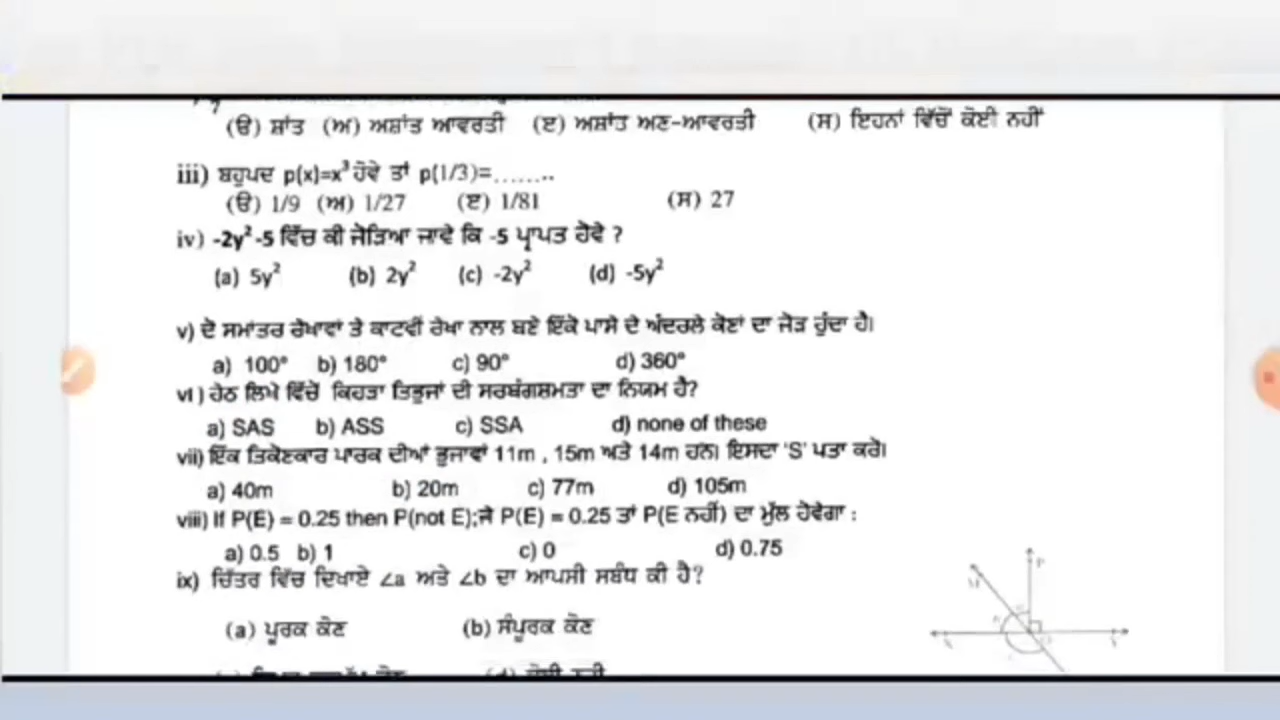 (ੳ) ਸ਼ਾਂਤ (ਅ) ਅਸ਼ਾਂਤ ਆਵਰਤੀ (ੲ) ਅਸ਼ਾਂਤ ਅਣ-ਆਵਰਤੀ (ਸ) ਇਹਨਾਂ ਵਿੱਚੋਂ ਕੋਈ ਨਹੀਂ
iii) ਬਹੁਪਦ p(x)=x³ ਹੋਵੇ ਤਾਂ p(1/3)=........
(ੳ) 1/9 (ਅ) 1/27 (ੲ) 1/81 (ਸ) 27
iv) -2y² -5 ਵਿੱਚ ਕੀ ਜੋੜਿਆ ਜਾਵੇ ਕਿ -5 ਪ੍ਰਾਪਤ ਹੋਵੇ ?
(a) 5y² (b) 2y² (c) -2y² (d) -5y²
v) ਦੋ ਸਮਾਂਤਰ ਰੇਖਾਵਾਂ ਤੇ ਕਾਟਵੀਂ ਰੇਖਾ ਨਾਲ ਬਣੇ ਇੱਕੋ ਪਾਸੇ ਦੇ ਅੰਦਰਲੇ ਕੋਣਾਂ ਦਾ ਜੋੜ ਹੁੰਦਾ ਹੈ।
a) 100° b) 180° c) 90° d) 360°
vi) ਹੇਠ ਲਿਖੇ ਵਿੱਚੋਂ ਕਿਹੜਾ ਤਿਭੁਜਾਂ ਦੀ ਸਰਬੰਗਸਮਤਾ ਦਾ ਨਿਯਮ ਹੈ?
a) SAS b) ASS c) SSA d) none of these
vii) ਇੱਕ ਤਿਕੋਣਕਾਰ ਪਾਰਕ ਦੀਆਂ ਭੁਜਾਵਾਂ 11m , 15m ਅਤੇ 14m ਹਨ। ਇਸਦਾ 'S' ਪਤਾ ਕਰੋ।
a) 40m b) 20m c) 77m d) 105m
viii) If P(E) = 0.25 then P(not E);ਜੇ P(E) = 0.25 ਤਾਂ P(E ਨਹੀਂ) ਦਾ ਮੁੱਲ ਹੋਵੇਗਾ :
a) 0.5 b) 1 c) 0 d) 0.75
ix) ਚਿੱਤਰ ਵਿੱਚ ਦਿਖਾਏ ∠a ਅਤੇ ∠b ਦਾ ਆਪਸੀ ਸਬੰਧ ਕੀ ਹੈ?
M P
(a) ਪੂਰਕ ਕੋਣ (b) ਸੰਪੂਰਕ ਕੋਣ